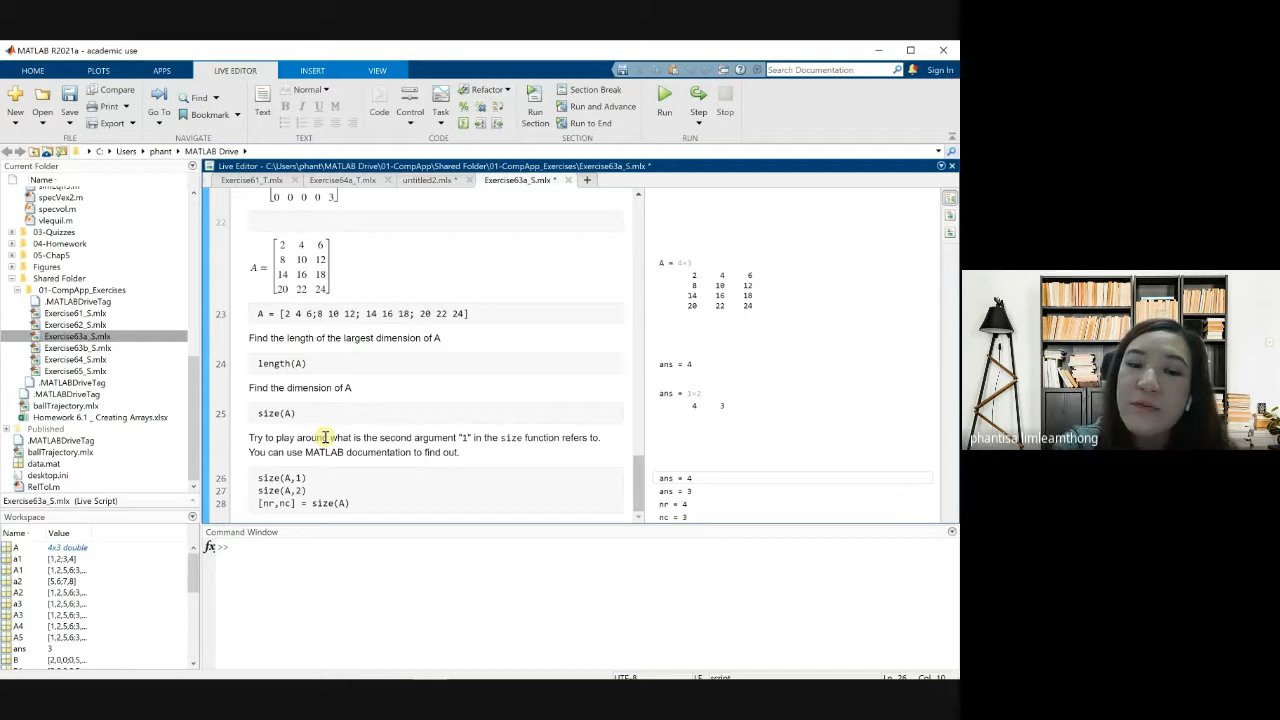 MATLAB R2021a - academic use
HOME PLOTS APPS LIVE EDITOR INSERT VIEW
Search Documentation
Sign In
New Open Save
Compare
Print
Export
FILE
Go To
Find
Bookmark
NAVIGATE
Text
Normal
B I U M
TEXT
Code Control Task
Refactor
CODE
Run Section
Section Break
Run and Advance
Run to End
SECTION
Run Step Stop
RUN
C: Users phant MATLAB Drive
Current Folder
Name
specVex2.m
specvol.m
vlequil.m
03-Quizzes
04-Homework
05-Chap5
Figures
Shared Folder
01-CompApp_Exercises
.MATLABDriveTag
Exercise61_S.mlx
Exercise62_S.mlx
Exercise63a_S.mlx
Exercise63b_S.mlx
Exercise64_S.mlx
Exercise65_S.mlx
.MATLABDriveTag
.MATLABDriveTag
ballTrajectory.mlx
Homework 6.1 _ Creating Arrays.xlsx
Published
.MATLABDriveTag
ballTrajectory.mlx
data.mat
desktop.ini
RelTol.m
Exercise63a_S.mlx (Live Script)
Workspace
Name Value
A 4x3 double
a1 [1,2;3,4]
A1 [1,2,5,6;3,...
a2 [5,6;7,8]
A2 [1,2,5,6;3,...
a3 [1,2,5,6;3,...
A3 [1,2,5,6;3,...
A4 [1,2,5,6;3,...
A5 [1,2,5,6;3,...
ans 3
B [2,0,0;0,5,...
Live Editor - C:\Users\phant\MATLAB Drive\01-CompApp\Shared Folder\01-CompApp_Exercises\Exercise63a_S.mlx *
Exercise61_T.mlx Exercise64a_T.mlx untitled2.mlx * Exercise63a_S.mlx *
[0 0 0 0 3]
22
A =
2 4 6
8 10 12
14 16 18
20 22 24
23 A = [2 4 6;8 10 12; 14 16 18; 20 22 24]
Find the length of the largest dimension of A
24 length(A)
Find the dimension of A
25 size(A)
Try to play around what is the second argument "1" in the size function refers to.
You can use MATLAB documentation to find out.
26 size(A,1)
27 size(A,2)
28 [nr,nc] = size(A)
A = 4×3
2 4 6
8 10 12
14 16 18
20 22 24
ans = 4
ans = 1×2
4 3
ans = 4
ans = 3
nr = 4
nc = 3
Command Window
fx >>
UTF-8 LF script Ln 26 Col 10
phantisa limleamthong